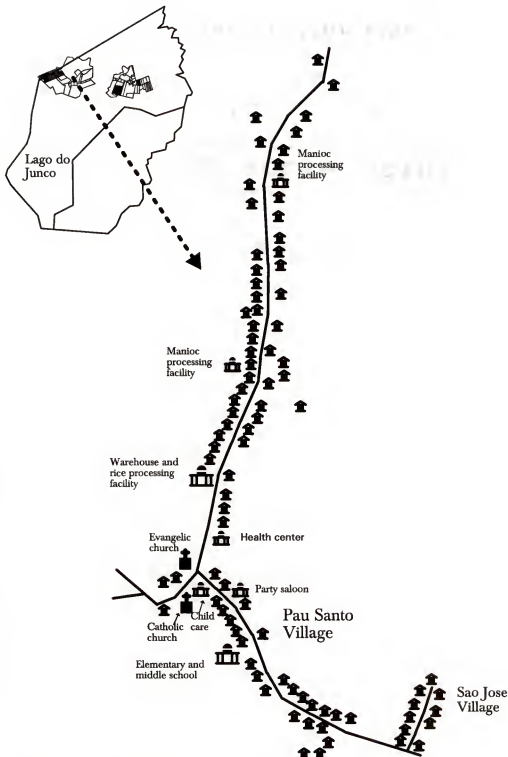 Lago do
Junco
Manioc
processing
facility
Manioc
processing
facility
Warehouse and
rice processing
facility
Evangelic
church
Health center
Party saloon
Child
care
Catholic
church
Pau Santo
Village
Elementary and
middle school
Sao Jose
Village